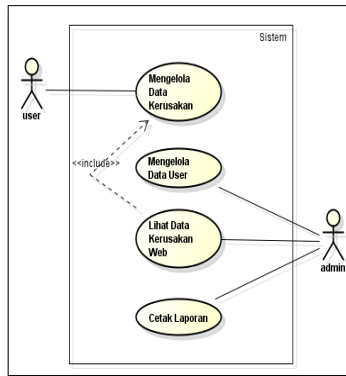 Sistem
Mengelola
Data
Kerusakan
user
<<include>>
Mengelola
Data User
Lihat Data
Kerusakan
Web
admin
Cetak Laporan